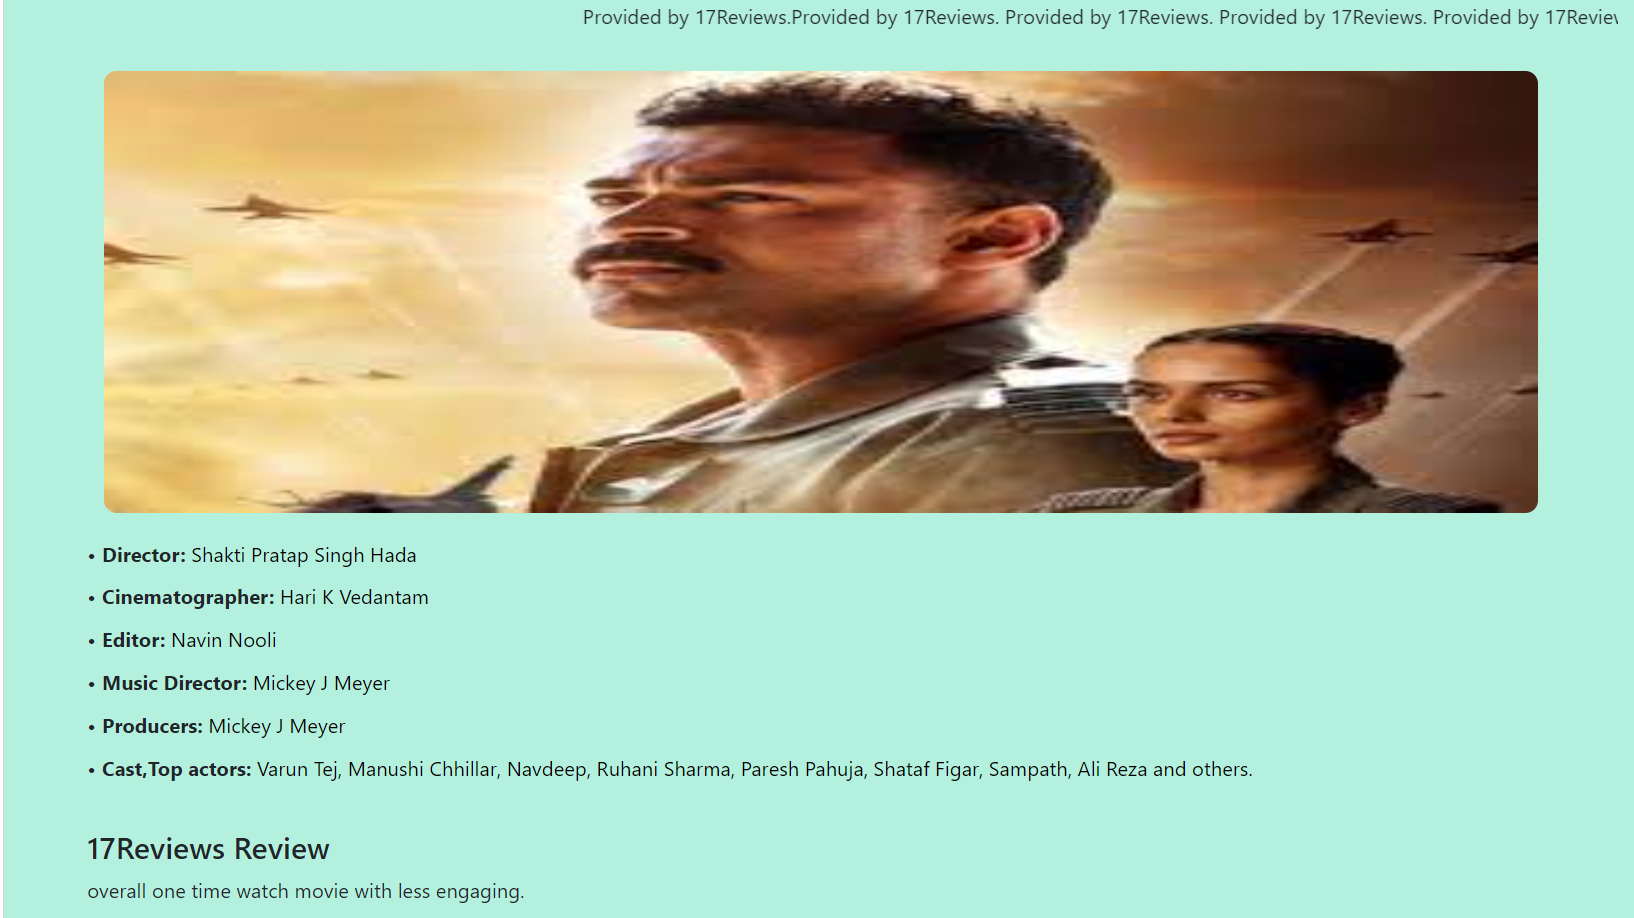 Provided by 17Reviews.Provided by 17Reviews. Provided by 17Reviews. Provided by 17Reviews. Provided by 17Review
• Director: Shakti Pratap Singh Hada
• Cinematographer: Hari K Vedantam
• Editor: Navin Nooli
• Music Director: Mickey J Meyer
• Producers: Mickey J Meyer
• Cast,Top actors: Varun Tej, Manushi Chhillar, Navdeep, Ruhani Sharma, Paresh Pahuja, Shataf Figar, Sampath, Ali Reza and others.
17Reviews Review
overall one time watch movie with less engaging.